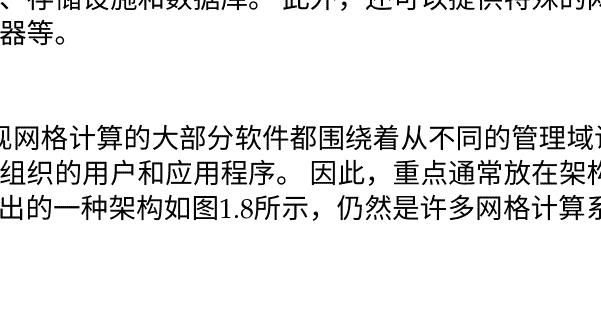 、存储设施和数据库。 此外，还可以提供特殊的网
器等。
现网格计算的大部分软件都围绕着从不同的管理域访
组织的用户和应用程序。 因此，重点通常放在架构
出的一种架构如图1.8所示，仍然是许多网格计算系